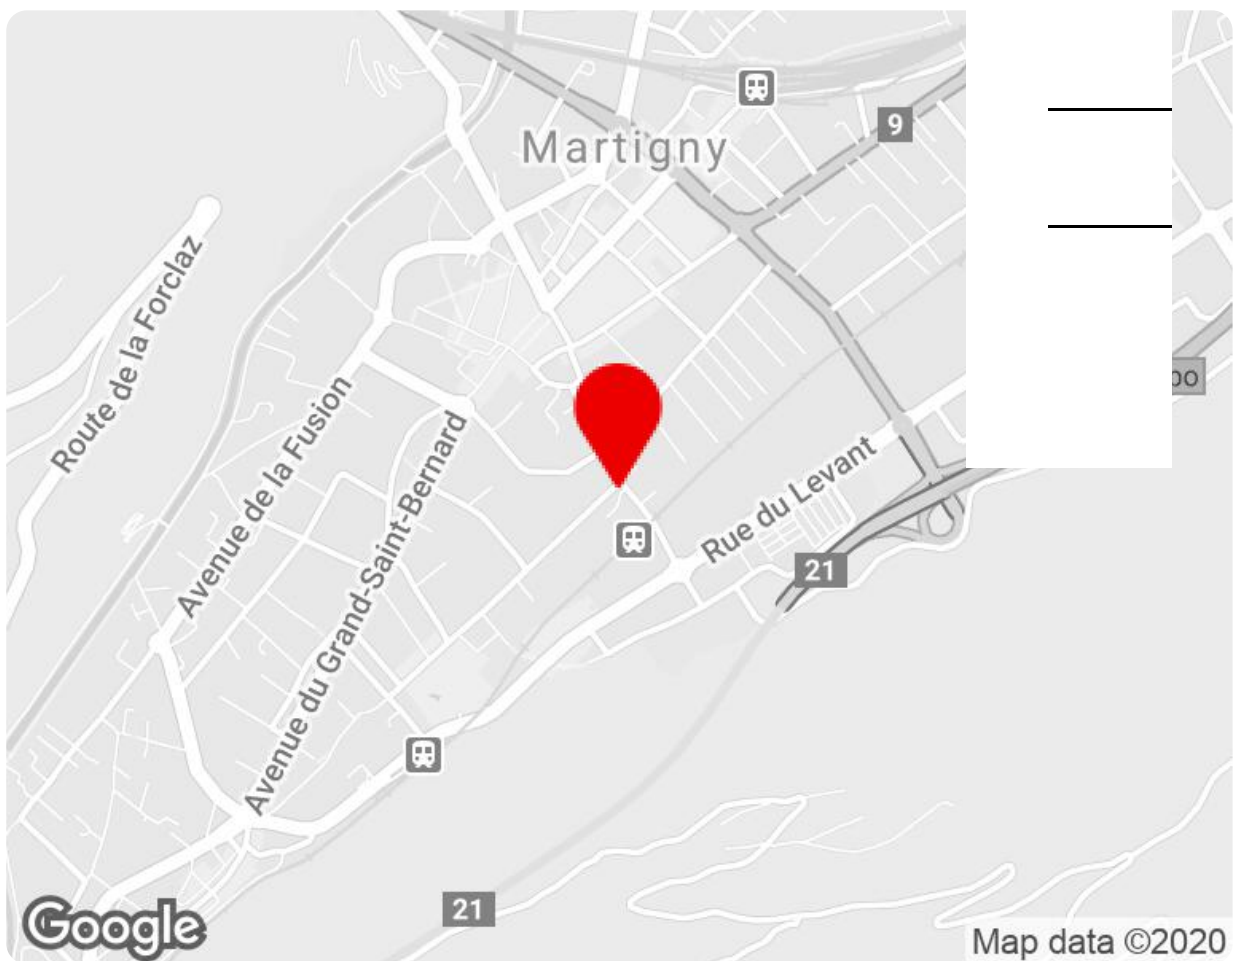 Martigny
9
Route de la Forclaz
Avenue de la Fusion
Avenue du Grand-Saint-Bernard
Rue du Levant
21
21
Google
Map data ©2020